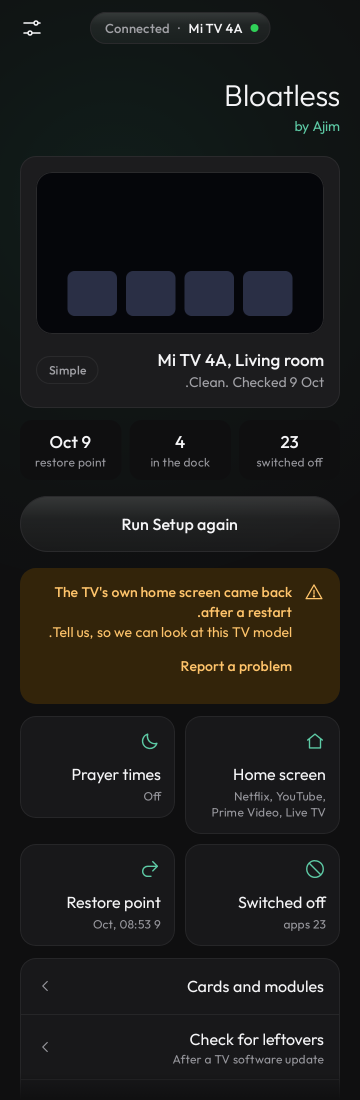 Connected · Mi TV 4A
Bloatless
by Ajim
Mi TV 4A, Living room
.Clean. Checked 9 Oct
Simple
Oct 9
restore point
4
in the dock
23
switched off
Run Setup again
The TV's own home screen came back
.after a restart
.Tell us, so we can look at this TV model
Report a problem
Prayer times
Off
Home screen
Netflix, YouTube,
Prime Video, Live TV
Restore point
Oct, 08:53 9
Switched off
apps 23
Cards and modules
Check for leftovers
After a TV software update